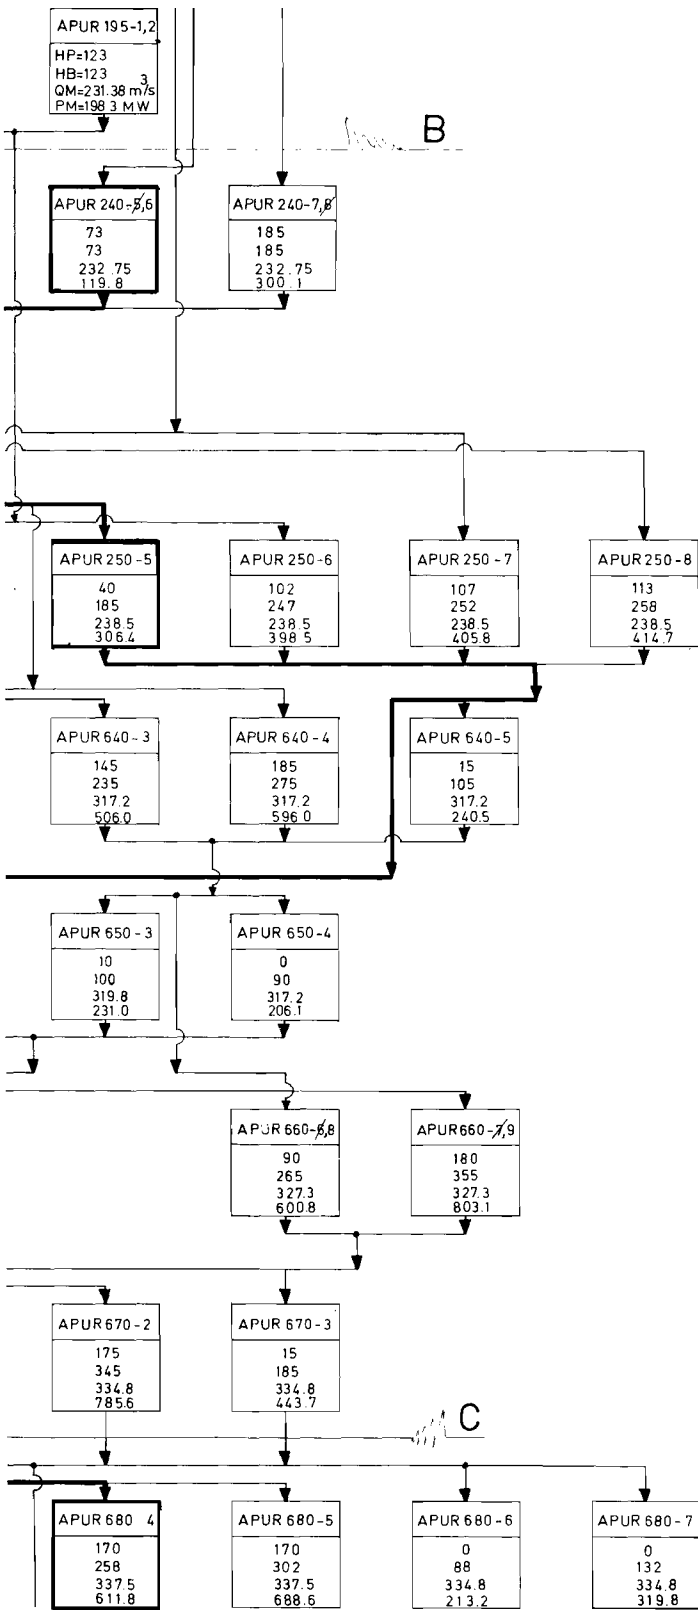 APUR 195-1,2
HP=123
HB=123
QM=231.38 m3/s
PM=198 3 MW
B
APUR 240-5,6
73
73
232.75
119.8
APUR 240-7,8
185
185
232.75
300.1
APUR 250-5
40
185
238.5
306.4
APUR 250-6
102
247
238.5
398.5
APUR 250-7
107
252
238.5
405.8
APUR 250-8
113
258
238.5
414.7
APUR 640-3
145
235
317.2
506.0
APUR 640-4
185
275
317.2
596.0
APUR 640-5
15
105
317.2
240.5
APUR 650-3
10
100
319.8
231.0
APUR 650-4
0
90
317.2
206.1
APUR 660-6,8
90
265
327.3
600.8
APUR 660-7,9
180
355
327.3
803.1
APUR 670-2
175
345
334.8
785.6
APUR 670-3
15
185
334.8
443.7
C
APUR 680 4
170
258
337.5
611.8
APUR 680-5
170
302
337.5
688.6
APUR 680-6
0
88
334.8
213.2
APUR 680-7
0
132
334.8
319.8